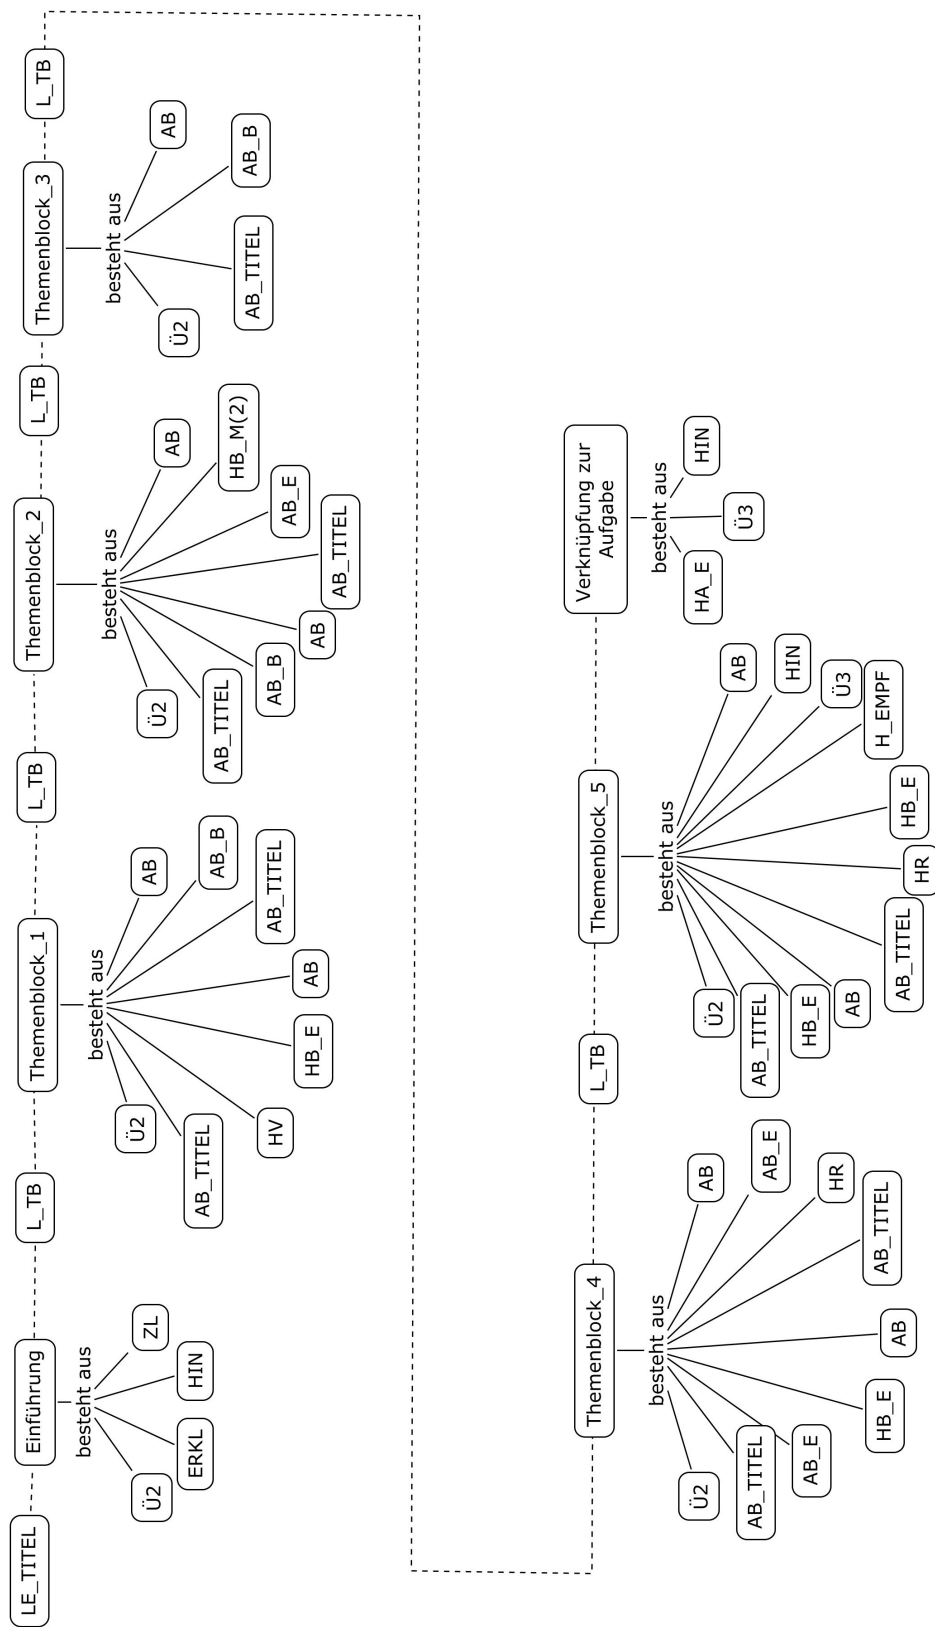 LE_TITEL
Einführung
besteht aus
Ü2
ERKL
HIN
ZL
L_TB
Themenblock_1
besteht aus
Ü2
AB_TITEL
HV
HB_E
AB
AB_TITEL
AB_B
AB
L_TB
Themenblock_2
besteht aus
Ü2
AB_TITEL
AB_B
AB
AB_TITEL
AB_E
HB_M(2)
AB
L_TB
Themenblock_3
besteht aus
Ü2
AB_TITEL
AB_B
AB
L_TB
Themenblock_4
besteht aus
Ü2
AB_TITEL
AB_E
HB_E
AB
AB_TITEL
HR
AB_E
AB
L_TB
Themenblock_5
besteht aus
Ü2
AB_TITEL
HB_E
AB
AB_TITEL
HR
HB_E
H_EMPF
Ü3
HIN
AB
Verknüpfung zur
Aufgabe
besteht aus
HA_E
Ü3
HIN